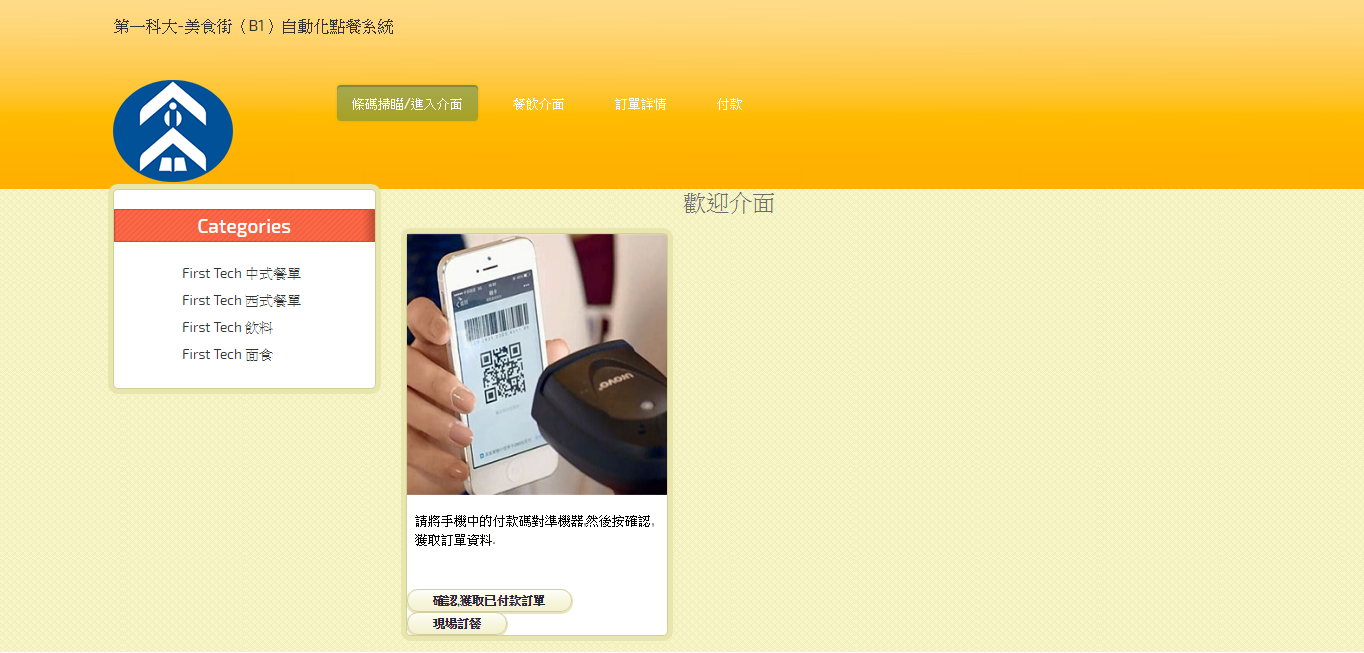 第一科大-美食街（B1）自動化點餐系統
條碼掃瞄/進入介面
餐飲介面
訂單詳情
付款
Categories
First Tech 中式餐單
First Tech 西式餐單
First Tech 飲料
First Tech 面食
歡迎介面
請將手機中的付款碼對準機器,然後按確認,
獲取訂單資料.
確認,獲取已付款訂單
現場訂餐